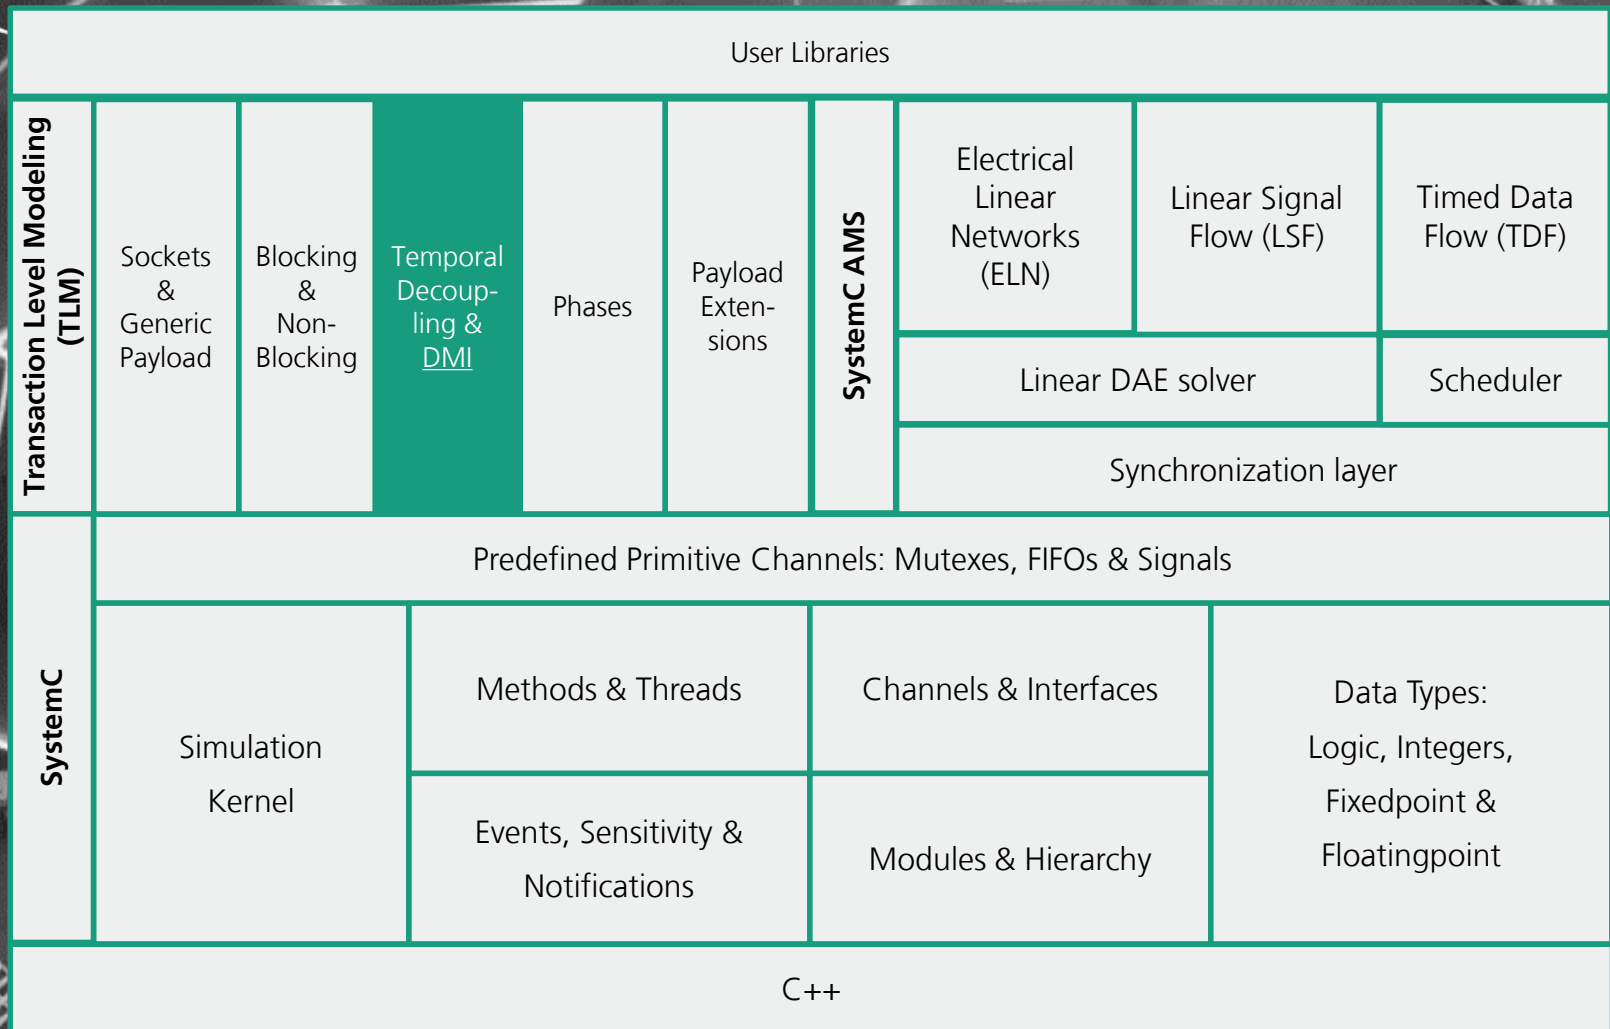 User Libraries
Transaction Level Modeling
(TLM)
Sockets
&
Generic
Payload
Blocking
&
Non-
Blocking
Temporal
Decoup-
ling &
DMI
Phases
Payload
Exten-
sions
SystemC AMS
Electrical
Linear
Networks
(ELN)
Linear Signal
Flow (LSF)
Timed Data
Flow (TDF)
Linear DAE solver
Scheduler
Synchronization layer
SystemC
Predefined Primitive Channels: Mutexes, FIFOs & Signals
Simulation
Kernel
Methods & Threads
Channels & Interfaces
Events, Sensitivity &
Notifications
Modules & Hierarchy
Data Types:
Logic, Integers,
Fixedpoint &
Floatingpoint
C++